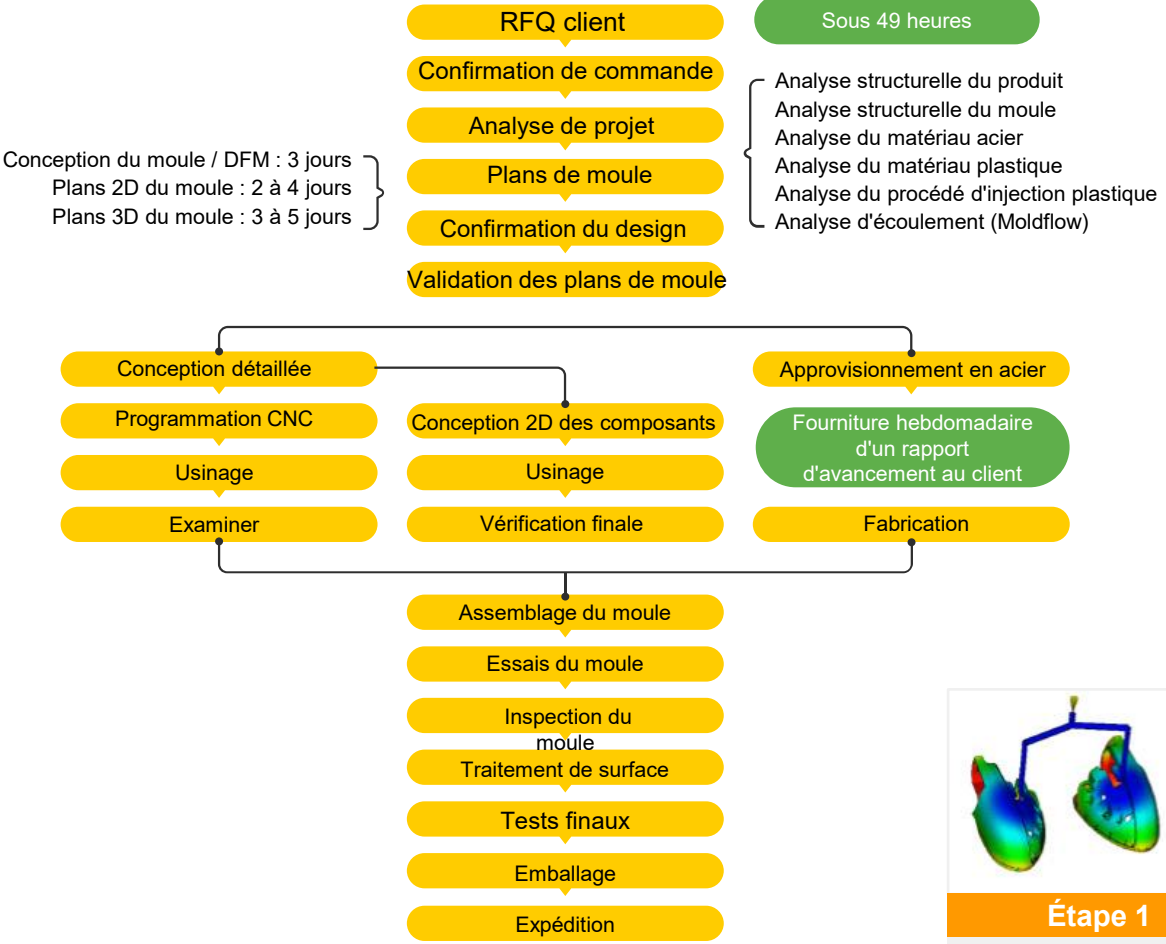 RFQ client
Sous 49 heures
Confirmation de commande
Analyse de projet
Plans de moule
Confirmation du design
Validation des plans de moule
Analyse structurelle du produit
Analyse structurelle du moule
Analyse du matériau acier
Analyse du matériau plastique
Analyse du procédé d'injection plastique
Analyse d'écoulement (Moldflow)
Conception du moule / DFM : 3 jours
Plans 2D du moule : 2 à 4 jours
Plans 3D du moule : 3 à 5 jours
Conception détaillée
Programmation CNC
Usinage
Examiner
Conception 2D des composants
Usinage
Vérification finale
Approvisionnement en acier
Fourniture hebdomadaire
d'un rapport
d'avancement au client
Fabrication
Assemblage du moule
Essais du moule
Inspection du
moule
Traitement de surface
Tests finaux
Emballage
Expédition
Étape 1